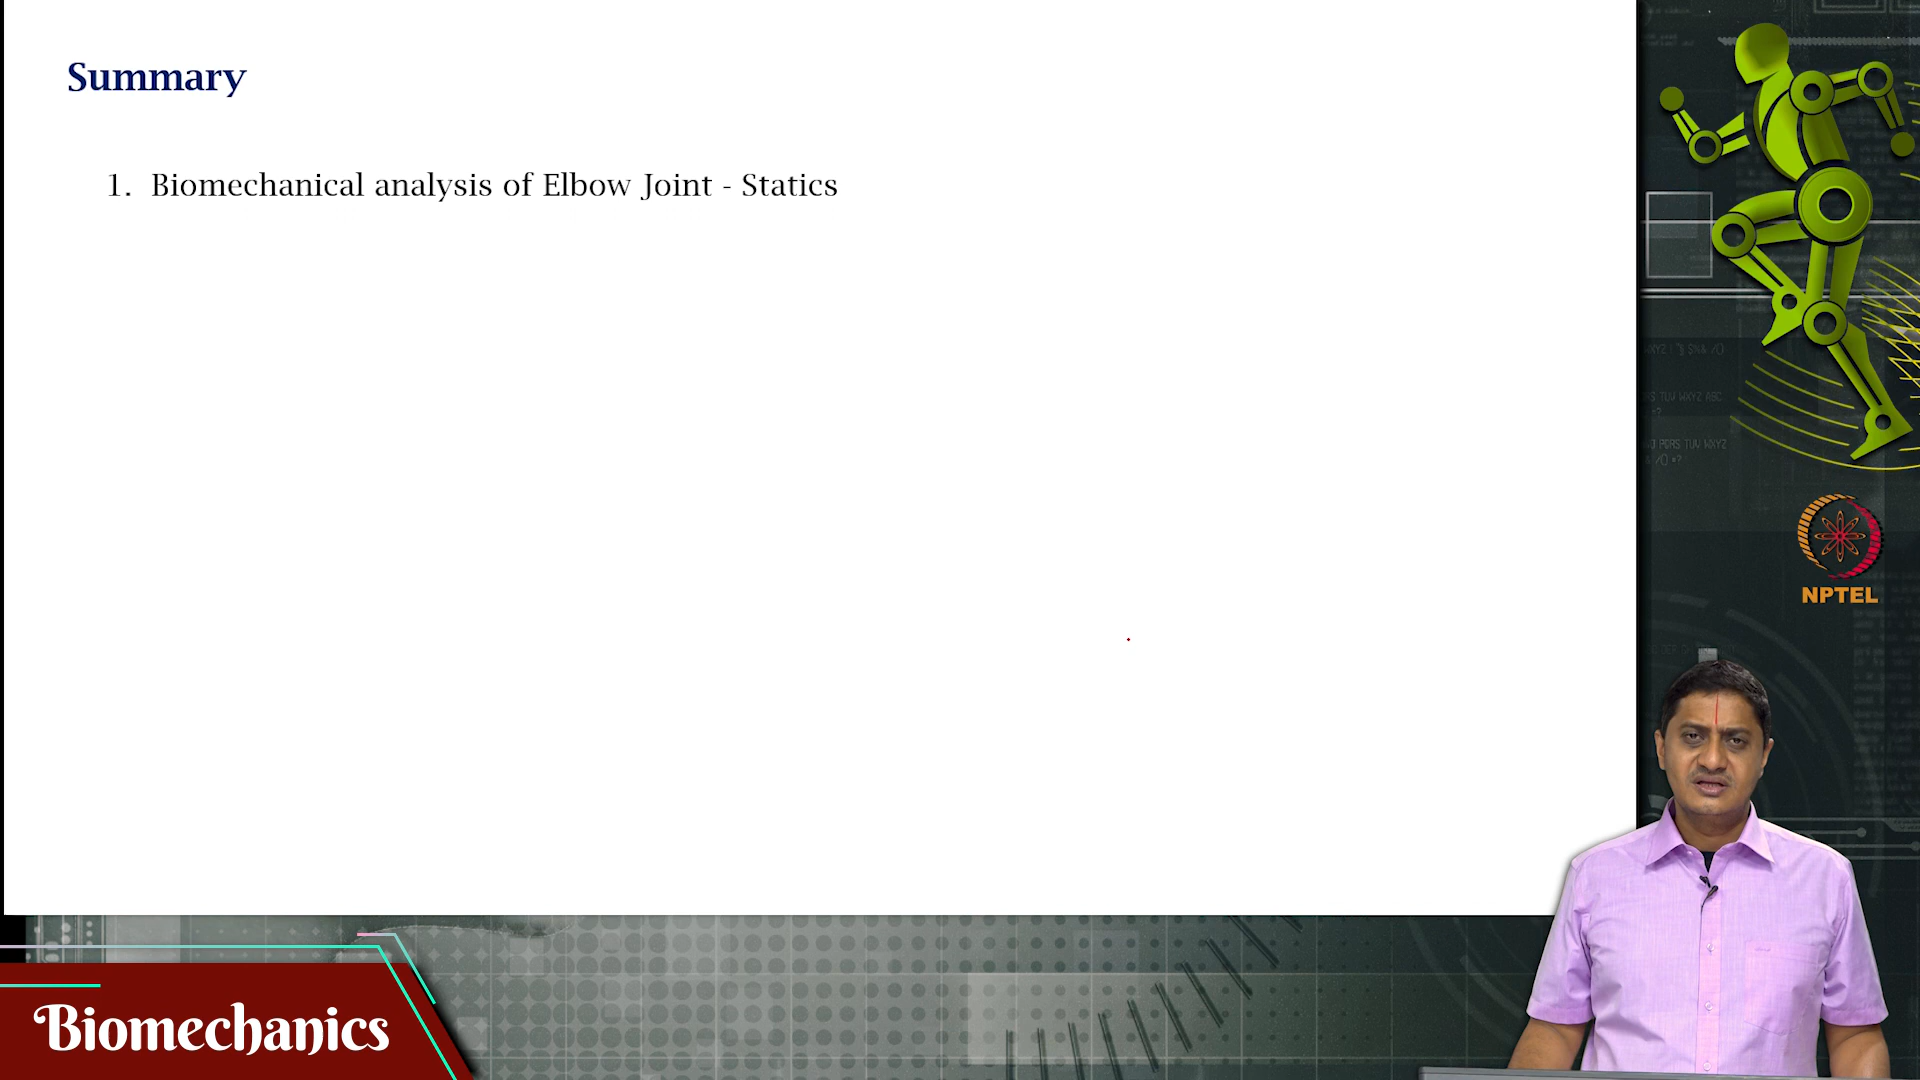 Summary
1. Biomechanical analysis of Elbow Joint - Statics
NPTEL
Biomechanics